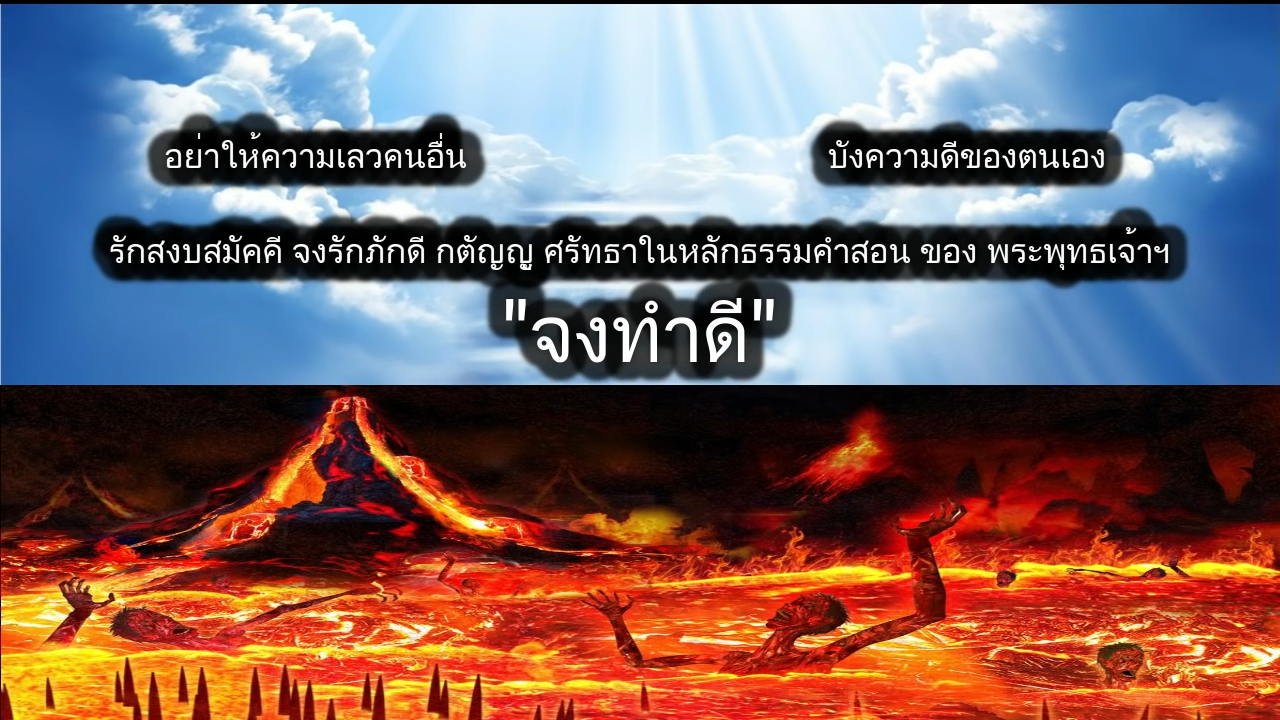 อย่าให้ความเลวคนอื่น บังความดีของตนเอง
รักสงบสมัคคี จงรักภักดี กตัญญู ศรัทธาในหลักธรรมคำสอน ของ พระพุทธเจ้าฯ
"จงทำดี"